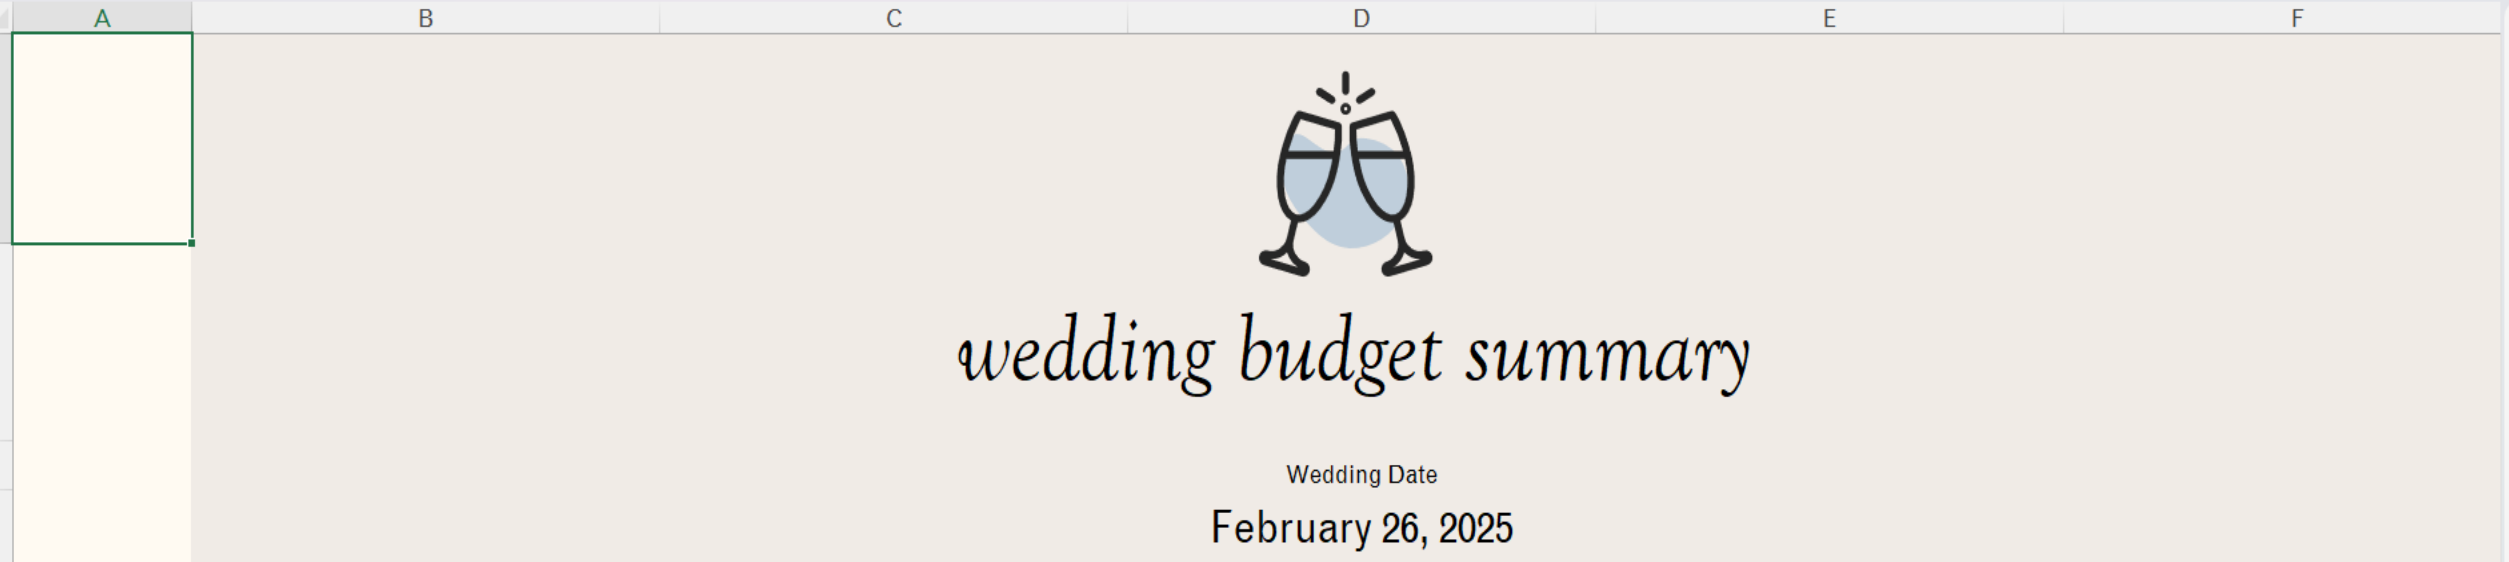 A B C D E F
wedding budget summary
Wedding Date
February 26, 2025